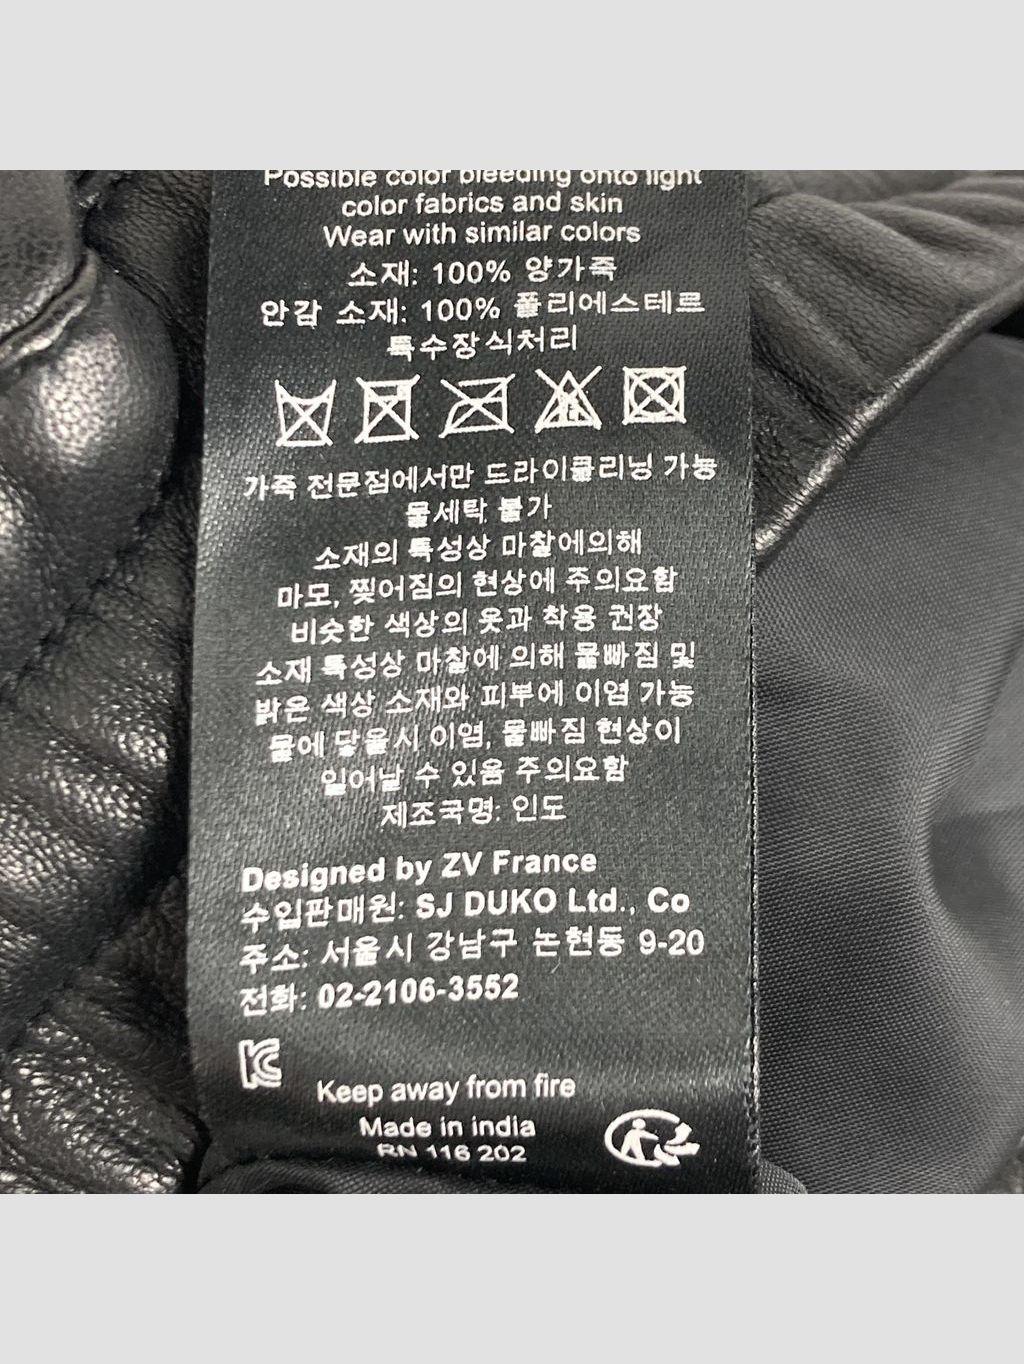 Possible color bleeding onto light
color fabrics and skin
Wear with similar colors
소재: 100% 양가죽
안감 소재: 100% 폴리에스테르
특수장식처리
가죽 전문점에서만 드라이클리닝 가능
물세탁 불가
소재의 특성상 마찰에의해
마모, 찢어짐의 현상에 주의요함
비슷한 색상의 옷과 착용 권장
소재 특성상 마찰에 의해 물빠짐 및
밝은 색상 소재와 피부에 이염 가능
물에 닿을시 이염, 물빠짐 현상이
일어날 수 있음 주의요함
제조국명: 인도
Designed by ZV France
수입판매원: SJ DUKO Ltd., Co
주소: 서울시 강남구 논현동 9-20
전화: 02-2106-3552
KC
Keep away from fire
Made in india
RN 116 202